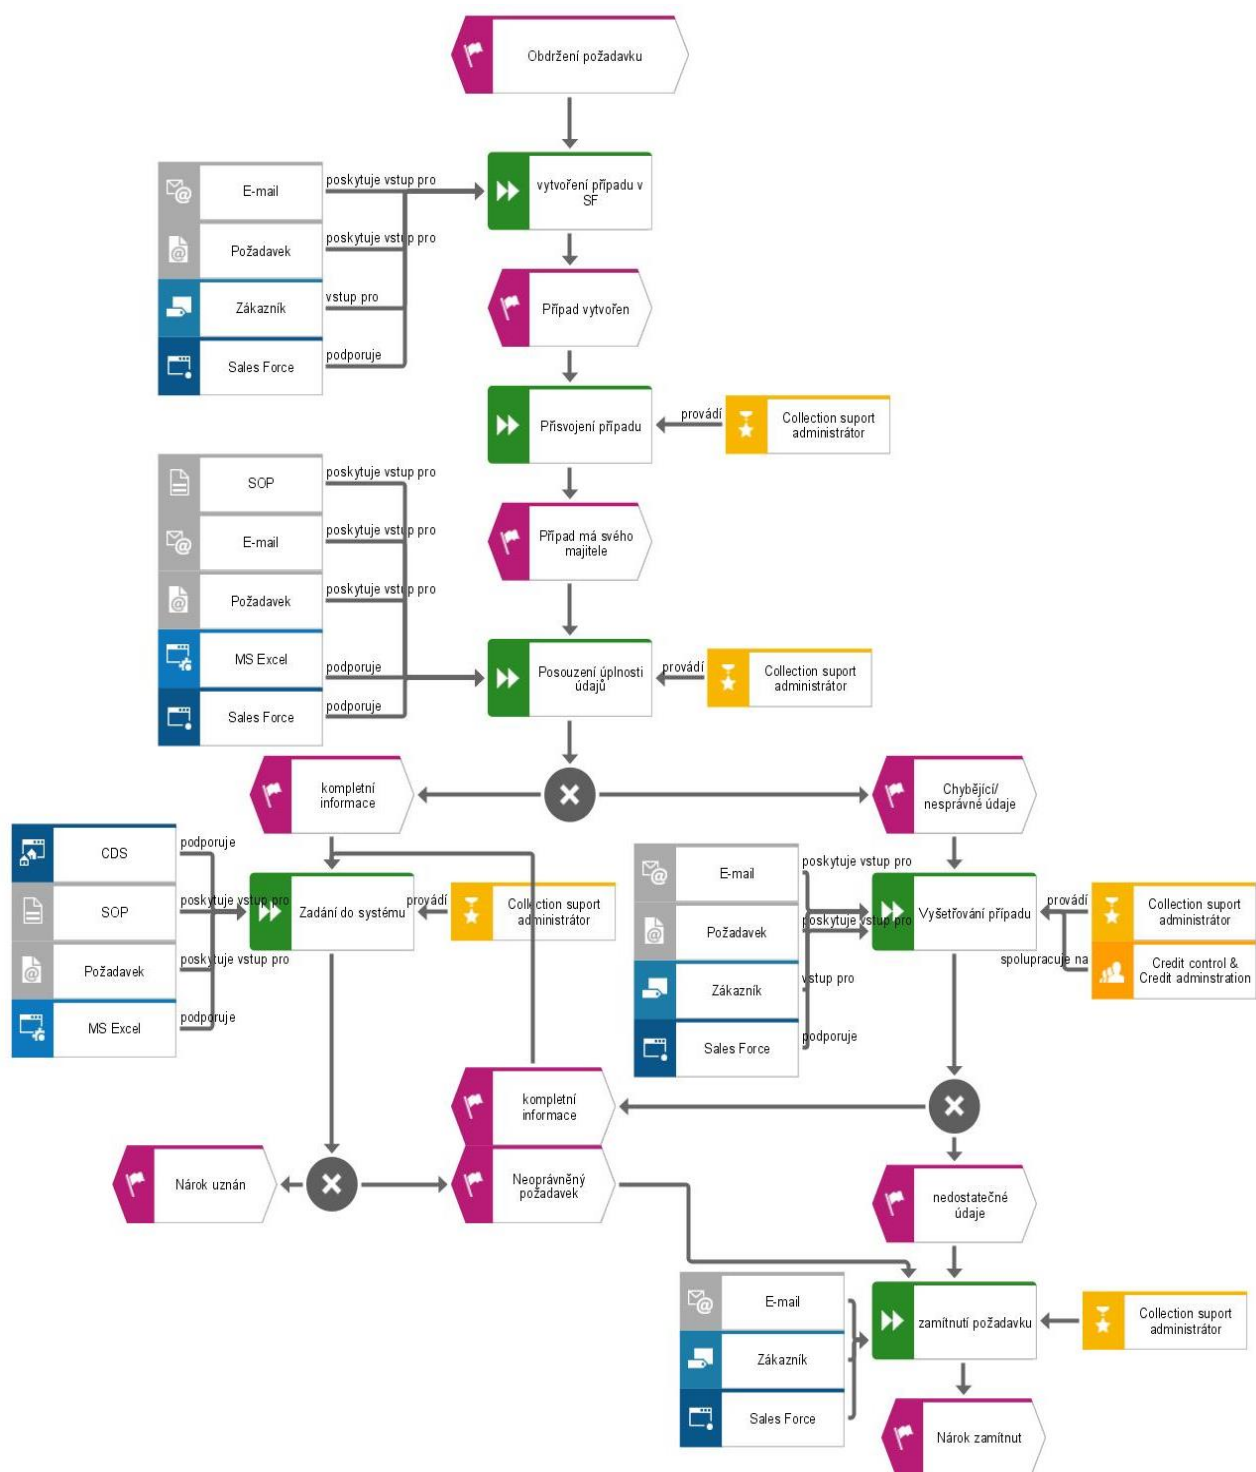 Obdržení požadavku
E-mail
poskytuje vstup pro
vytvoření případu v
SF
Požadavek
poskytuje vstup pro
Zákazník
vstup pro
Případ vytvořen
Sales Force
podporuje
Přisvojení případu
provádí
Collection suport
administrátor
SOP
poskytuje vstup pro
E-mail
poskytuje vstup pro
Případ má svého
majitele
Požadavek
poskytuje vstup pro
MS Excel
podporuje
Posouzení úplnosti
údajů
provádí
Collection suport
administrátor
Sales Force
podporuje
kompletní
informace
Chybějící/
nesprávné údaje
CDS
podporuje
SOP
poskytuje vstup pro
Zadání do systému
provádí
Collection suport
administrátor
Požadavek
poskytuje vstup pro
MS Excel
podporuje
E-mail
poskytuje vstup pro
Požadavek
poskytuje vstup pro
Vyšetřování případu
provádí
Collection suport
administrátor
Zákazník
vstup pro
spolupracuje na
Credit control &
Credit adminstration
Sales Force
podporuje
kompletní
informace
Nárok uznán
Neoprávněný
požadavek
nedostatečné
údaje
E-mail
zamítnutí požadavku
Collection suport
administrátor
Zákazník
Sales Force
Nárok zamítnut